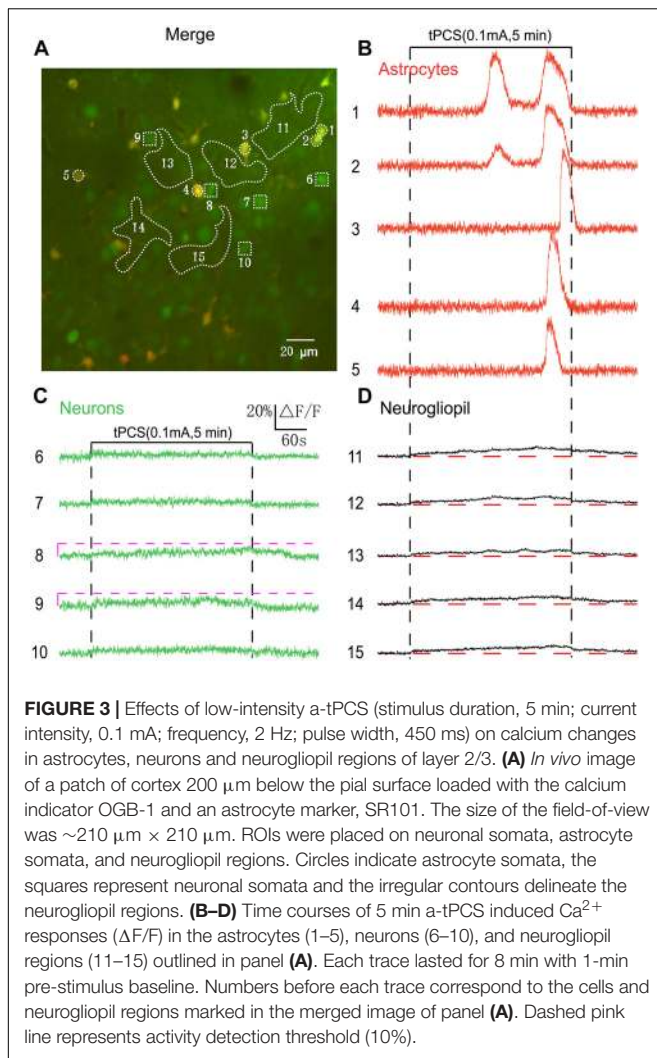 Merge
A
9
11
1
2
3
13
12
5
6
4
8
7
14
15
10
20 μm
B
tPCS(0.1mA,5 min)
Astrocytes
1
2
3
4
5
C
Neurons
20% △F/F
60s
tPCS(0.1mA,5 min)
6
7
8
9
10
D
Neurogliopil
11
12
13
14
15
FIGURE 3 | Effects of low-intensity a-tPCS (stimulus duration, 5 min; current
intensity, 0.1 mA; frequency, 2 Hz; pulse width, 450 ms) on calcium changes
in astrocytes, neurons and neurogliopil regions of layer 2/3. (A) In vivo image
of a patch of cortex 200 μm below the pial surface loaded with the calcium
indicator OGB-1 and an astrocyte marker, SR101. The size of the field-of-view
was ~210 μm × 210 μm. ROIs were placed on neuronal somata, astrocyte
somata, and neurogliopil regions. Circles indicate astrocyte somata, the
squares represent neuronal somata and the irregular contours delineate the
neurogliopil regions. (B–D) Time courses of 5 min a-tPCS induced Ca²⁺
responses (ΔF/F) in the astrocytes (1–5), neurons (6–10), and neurogliopil
regions (11–15) outlined in panel (A). Each trace lasted for 8 min with 1-min
pre-stimulus baseline. Numbers before each trace correspond to the cells and
neurogliopil regions marked in the merged image of panel (A). Dashed pink
line represents activity detection threshold (10%).